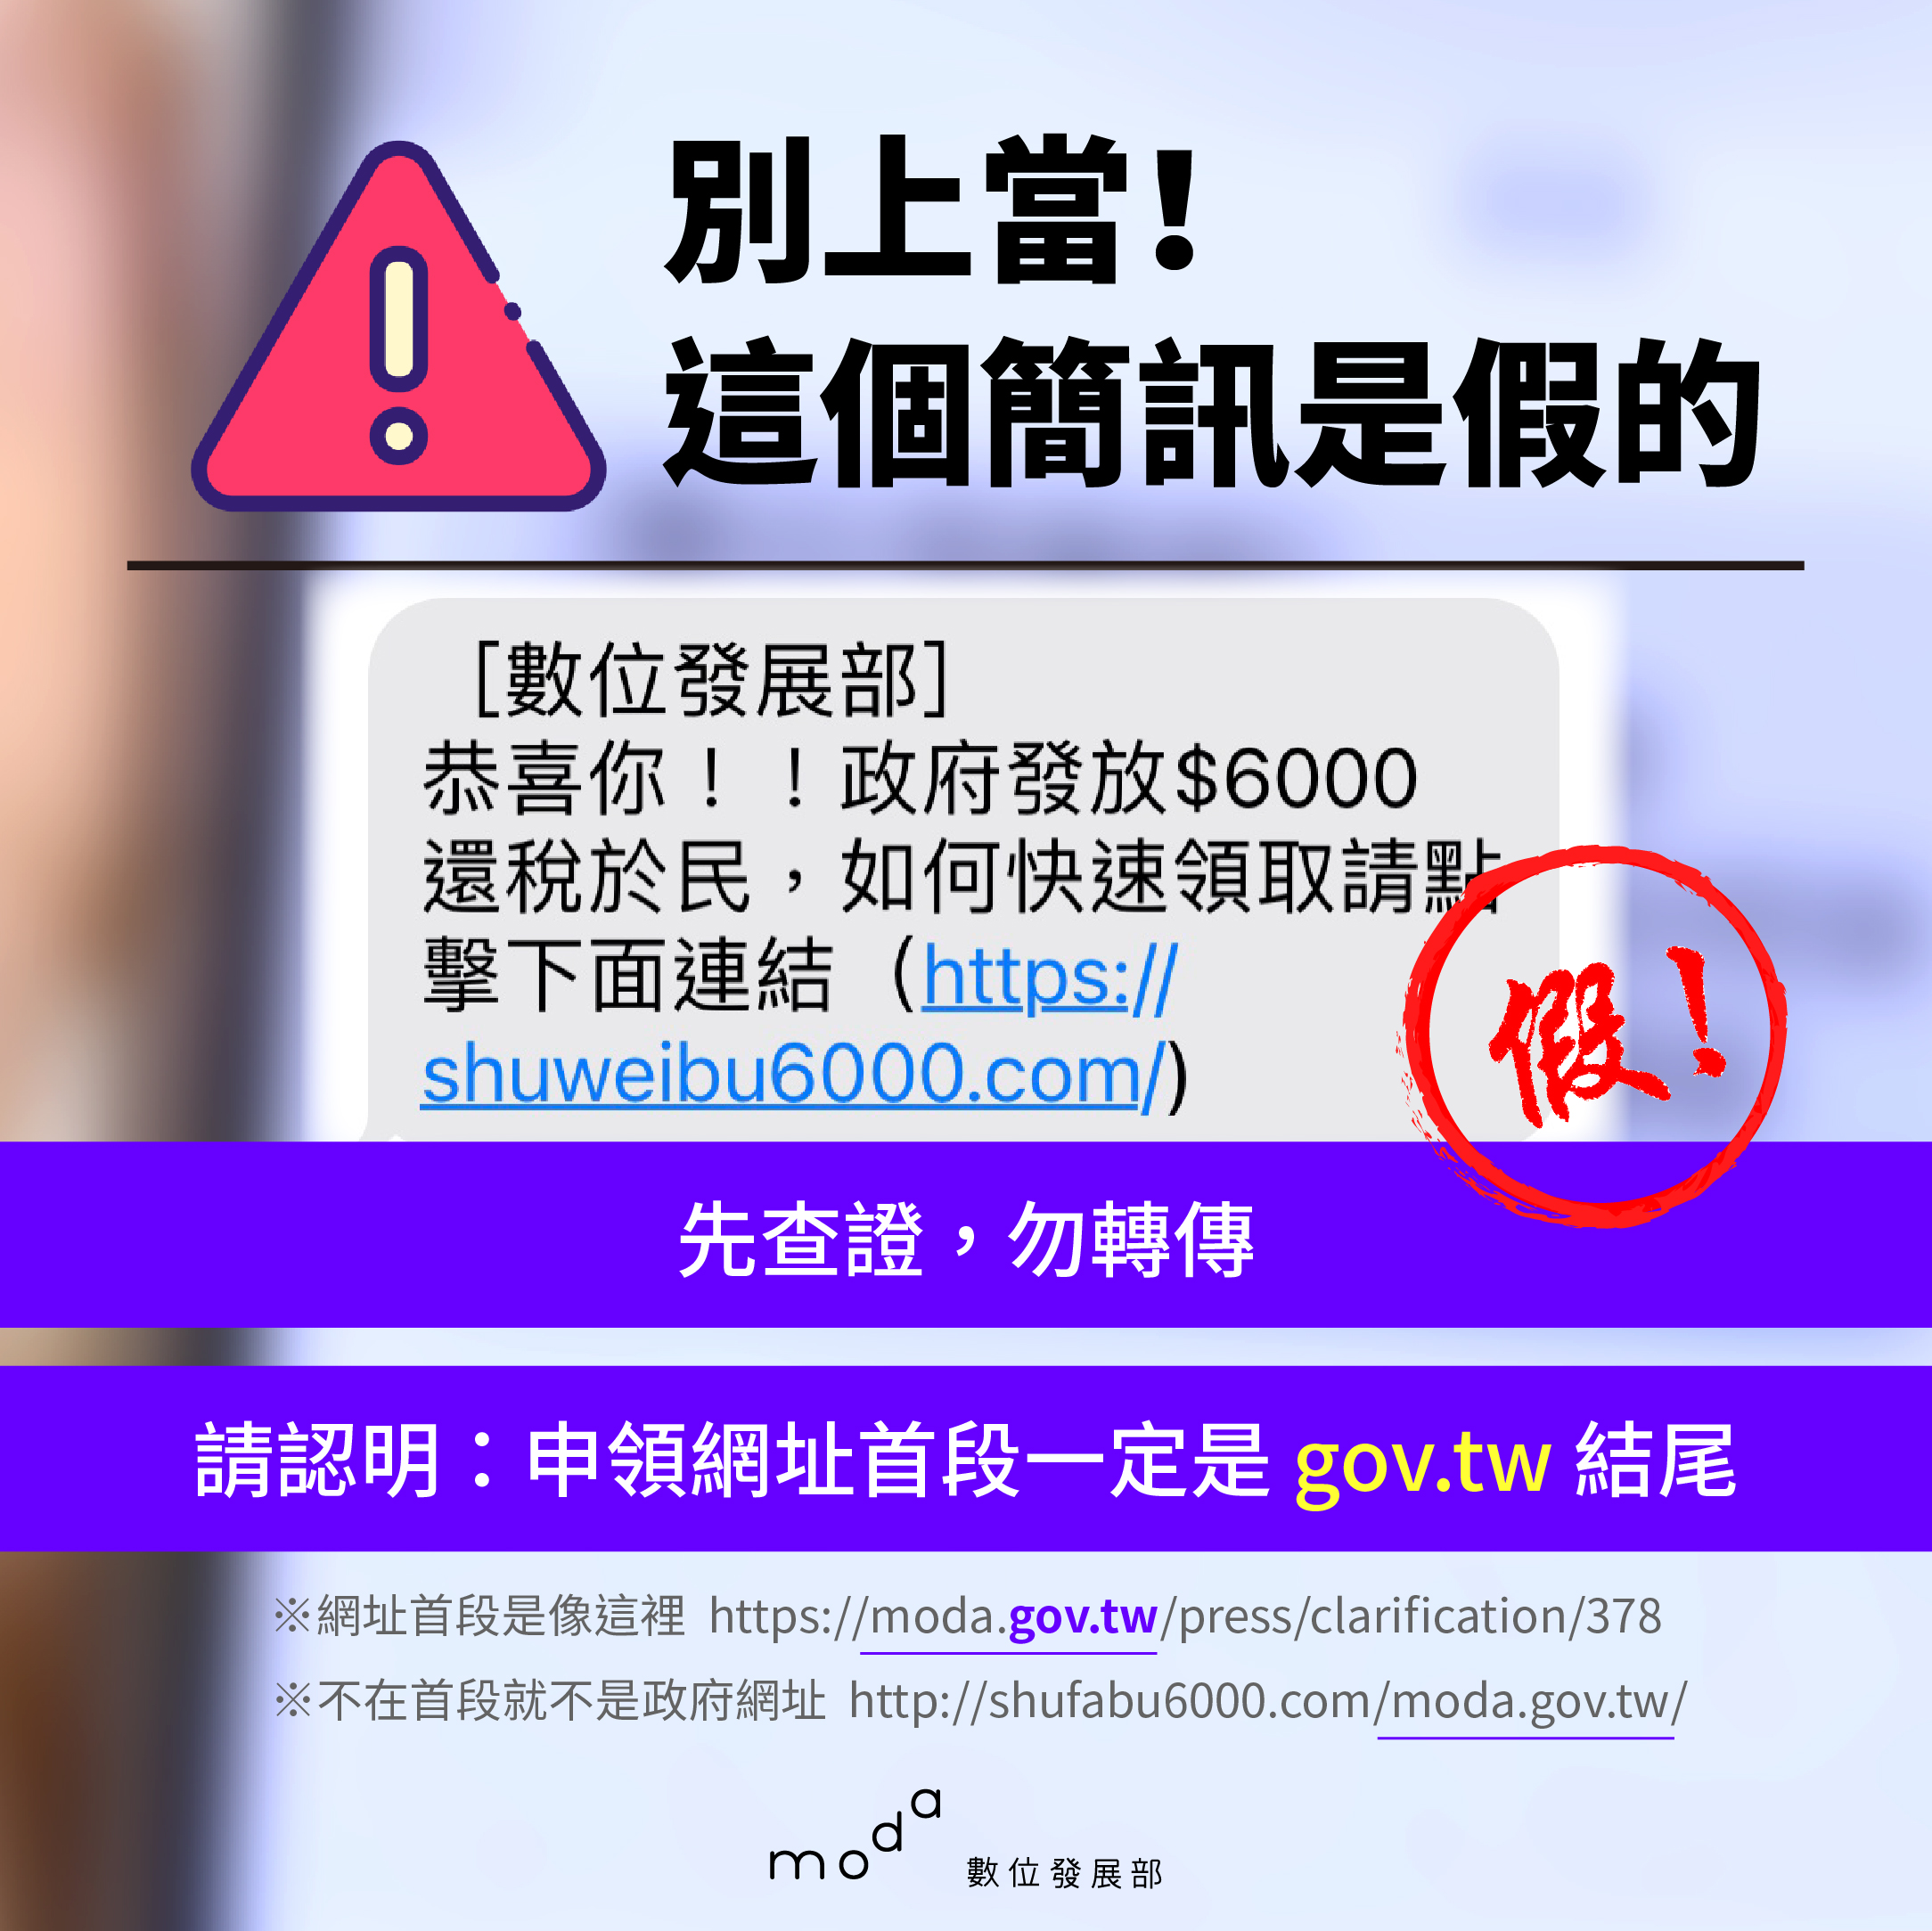 別上當！
這個簡訊是假的
［數位發展部］
恭喜你！！政府發放$6000
還稅於民，如何快速領取請點
擊下面連結（https://
shuweibu6000.com/)
假！
先查證，勿轉傳
請認明：申領網址首段一定是 gov.tw 結尾
※網址首段是像這裡 https://moda.gov.tw/press/clarification/378
※不在首段就不是政府網址 http://shufabu6000.com/moda.gov.tw/
moda 數位發展部